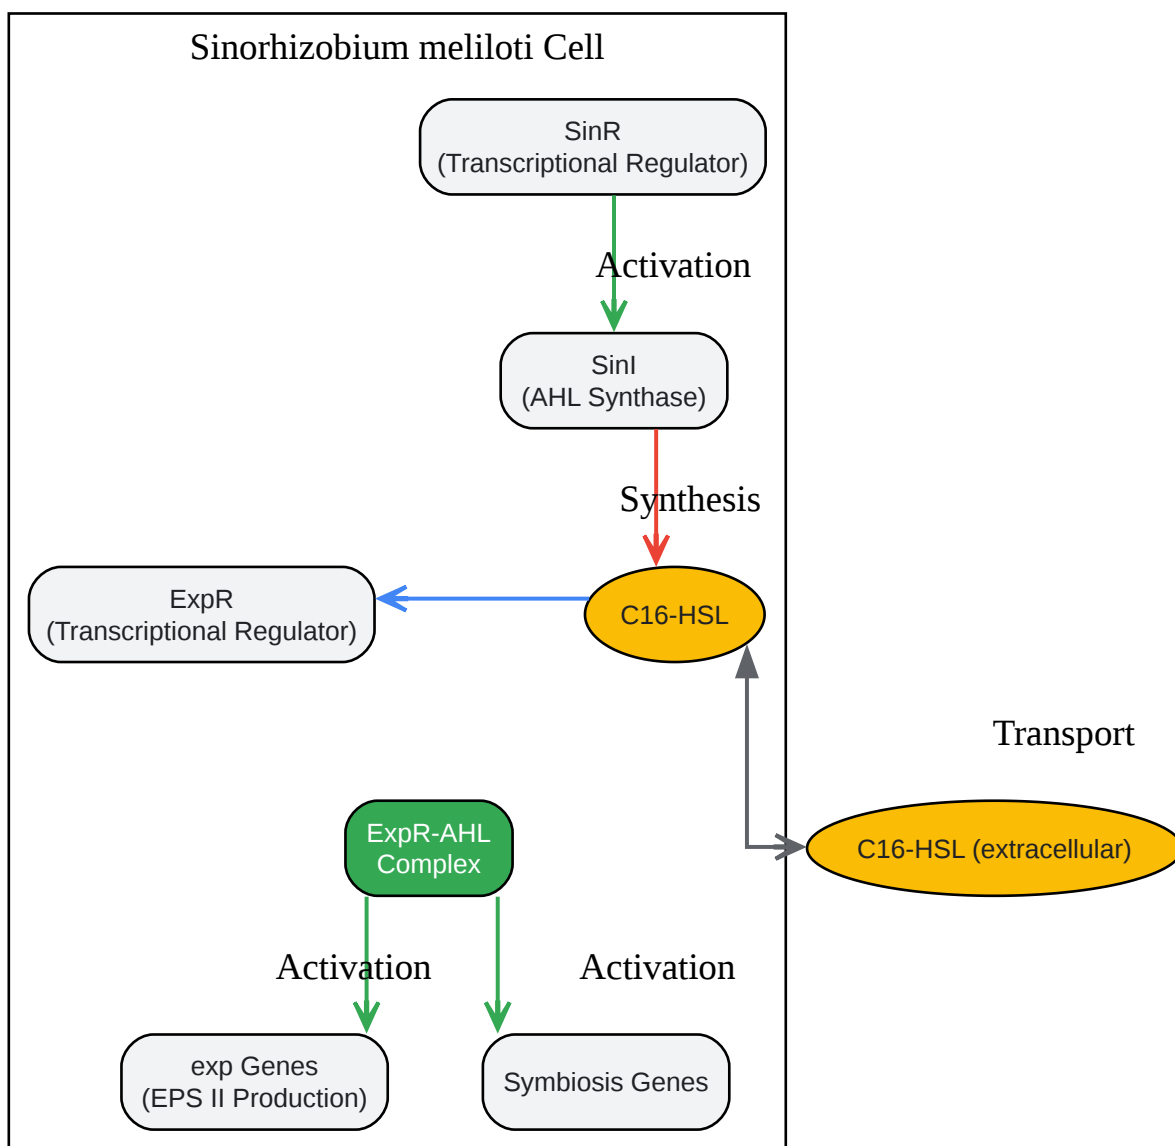 Sinorhizobium meliloti Cell
SinR
(Transcriptional Regulator)
Activation
SinI
(AHL Synthase)
Synthesis
ExpR
(Transcriptional Regulator)
C16-HSL
Transport
ExpR-AHL
Complex
C16-HSL (extracellular)
Activation
Activation
exp Genes
(EPS II Production)
Symbiosis Genes